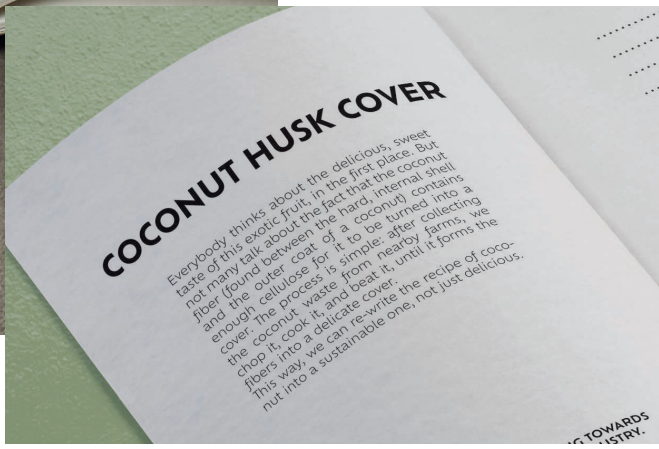 COCONUT HUSK COVER
Everybody thinks about the delicious, sweet
taste of this exotic fruit, in the first place. But
not many talk about the fact that the coconut
fiber (found between the hard, internal shell
and the outer coat of a coconut) contains
enough cellulose for it to be turned into a
cover. The process is simple: after collecting
the coconut waste from nearby farms, we
chop it, cook it, and beat it, until it forms the
fibers into a delicate cover.
This way, we can re-write the recipe of coco-
nut into a sustainable one, not just delicious.
TOWARDS